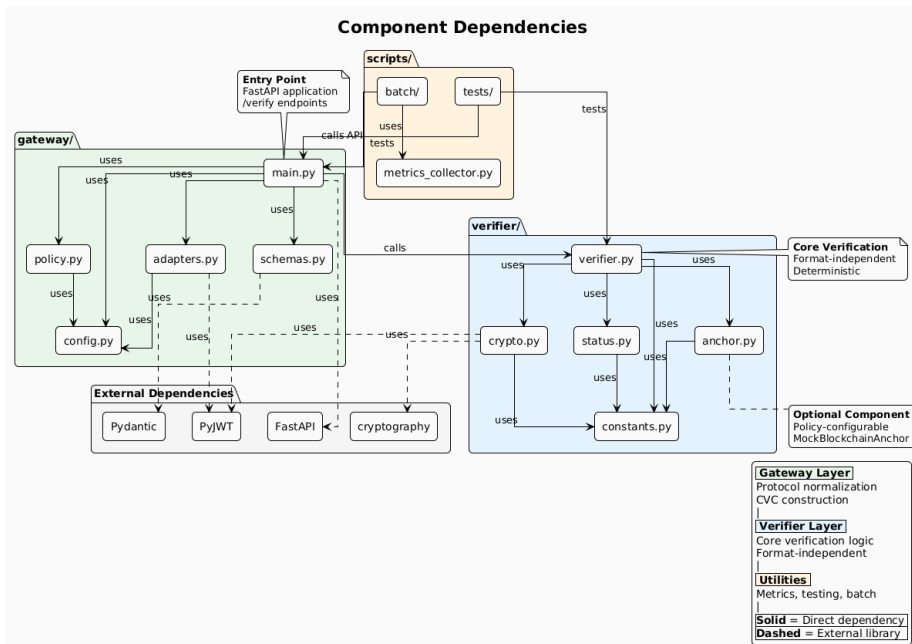 Component Dependencies
scripts/
Entry Point
FastAPI application
/verify endpoints
batch/
tests/
tests
uses
calls API
tests
gateway/
uses
main.py
metrics_collector.py
uses
uses
uses
verifier/
calls
Core Verification
Format-independent
Deterministic
policy.py
adapters.py
schemas.py
verifier.py
uses
uses
uses
uses
uses
uses
uses
uses
uses
uses
uses
config.py
crypto.py
status.py
anchor.py
uses
uses
External Dependencies
uses
Pydantic
PyJWT
FastAPI
cryptography
constants.py
Optional Component
Policy-configurable
MockBlockchainAnchor
Gateway Layer
Protocol normalization
CVC construction
|
Verifier Layer
Core verification logic
Format-independent
|
Utilities
Metrics, testing, batch
|
Solid = Direct dependency
Dashed = External library